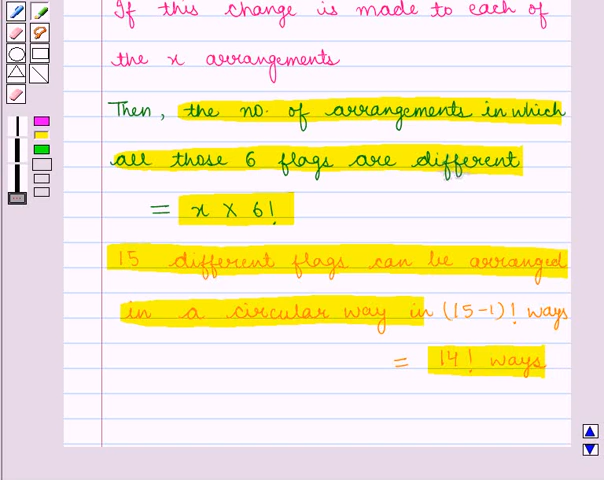 If this change is made to each of
the x arrangements
Then, the no. of arrangements in which
all those 6 flags are different
= x × 6!
15 different flags can be arranged
in a circular way in (15-1)! ways
= 14! ways